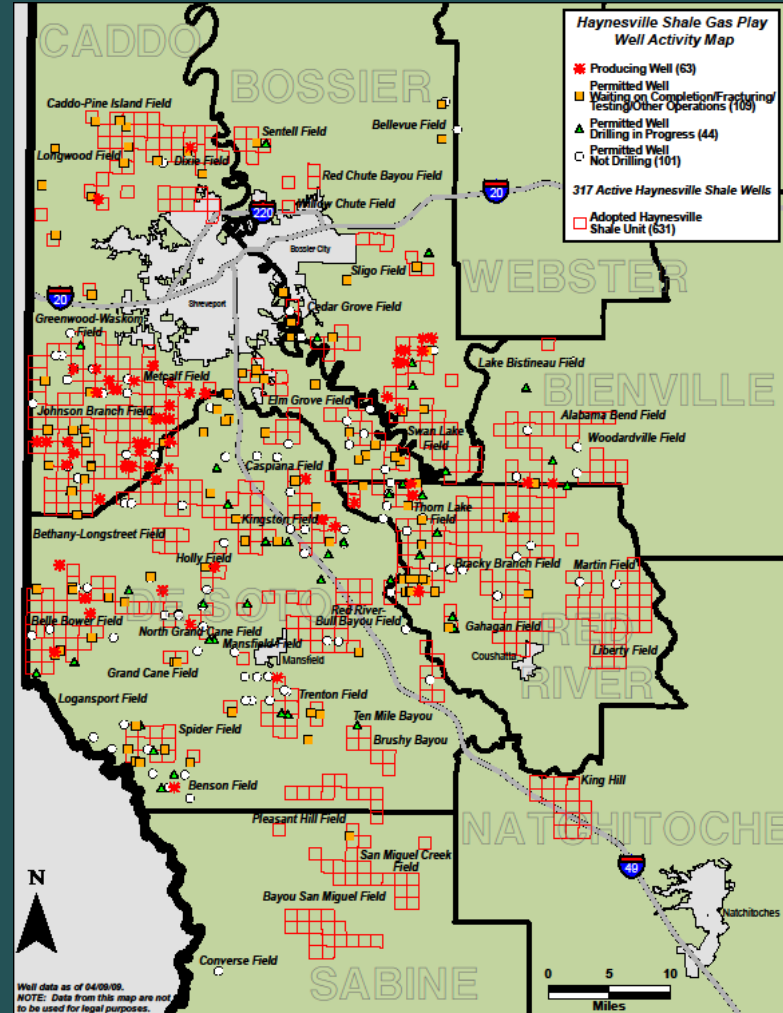 Haynesville Shale Gas Play
Well Activity Map
Producing Well (63)
Permitted Well
Waiting on Completion/Fracturing/
Testing/Other Operations (109)
Permitted Well
Drilling in Progress (44)
Permitted Well
Not Drilling (101)
317 Active Haynesville Shale Wells
Adopted Haynesville
Shale Unit (631)
CADDO
BOSSIER
Caddo-Pine Island Field
Sentell Field
Bellevue Field
Longwood Field
Dixie Field
Red Chute Bayou Field
20
Willow Chute Field
220
Bossier City
Sligo Field
WEBSTER
20
Shreveport
Cedar Grove Field
Greenwood-Waskom
Field
Lake Bistineau Field
Metcalf Field
BIENVILLE
Johnson Branch Field
Elm Grove Field
Alabama Bend Field
Swan Lake
Field
Woodardville Field
Caspiana Field
Thorn Lake
Field
Kingston Field
Bethany-Longstreet Field
Holly Field
Bracky Branch Field
Martin Field
DE SOTO
Red River-
Bull Bayou Field
Belle Bower Field
North Grand Cane Field
Gahagan Field
RED
RIVER
Mansfield Field
Mansfield
Coushatta
Liberty Field
Grand Cane Field
Logansport Field
Trenton Field
Ten Mile Bayou
Spider Field
Brushy Bayou
Benson Field
King Hill
Pleasant Hill Field
NATCHITOCHE
San Miguel Creek
Field
49
N
Bayou San Miguel Field
Natchitoches
Converse Field
SABINE
0 5 10
Miles
Well data as of 04/09/09.
NOTE: Data from this map are not
to be used for legal purposes.